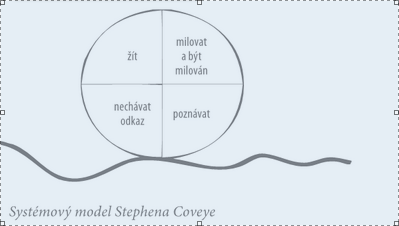 žít
milovat
a být
milován
nechávat
odkaz
poznávat
Systémový model Stephena Coveye